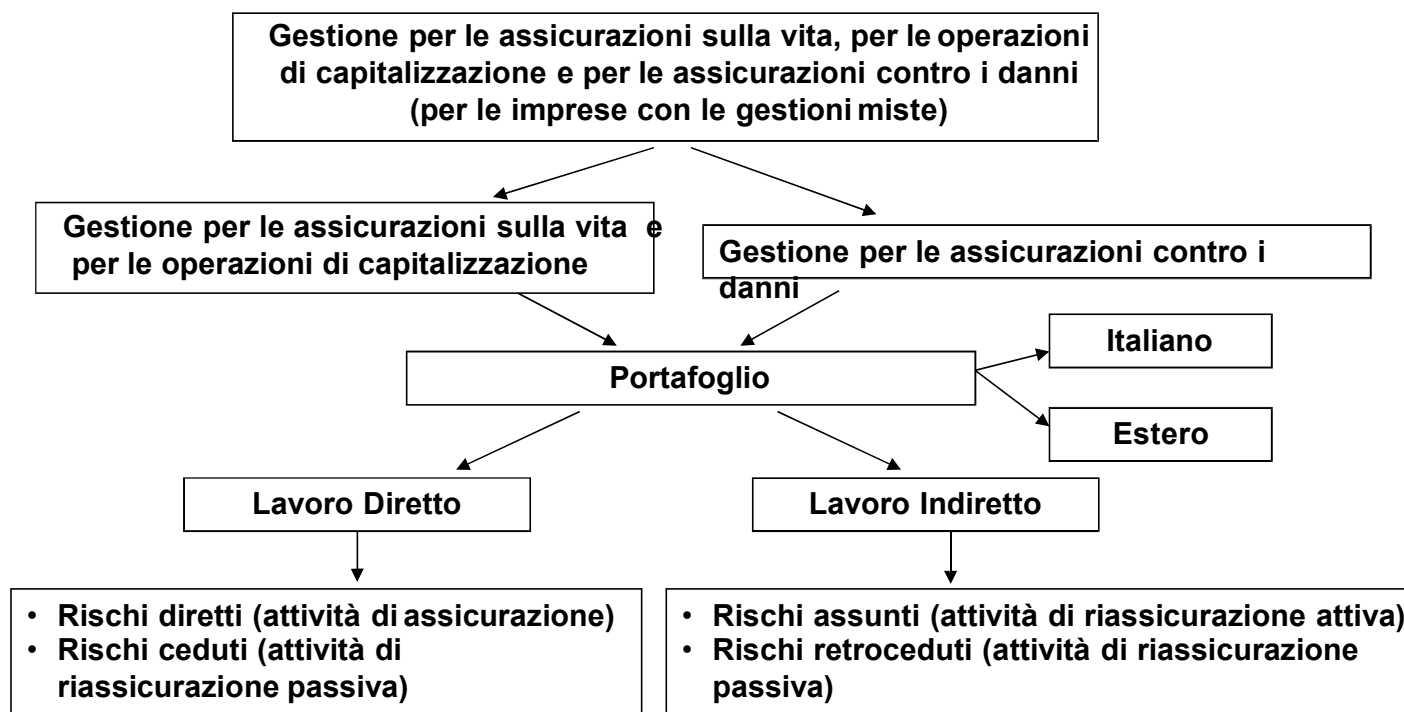 Gestione per le assicurazioni sulla vita, per le operazioni
di capitalizzazione e per le assicurazioni contro i danni
(per le imprese con le gestioni miste)
Gestione per le assicurazioni sulla vita e
per le operazioni di capitalizzazione
Gestione per le assicurazioni contro i
danni
Italiano
Portafoglio
Estero
Lavoro Diretto
Lavoro Indiretto
• Rischi diretti (attività di assicurazione)
• Rischi ceduti (attività di
riassicurazione passiva)
• Rischi assunti (attività di riassicurazione attiva)
• Rischi retroceduti (attività di riassicurazione
passiva)